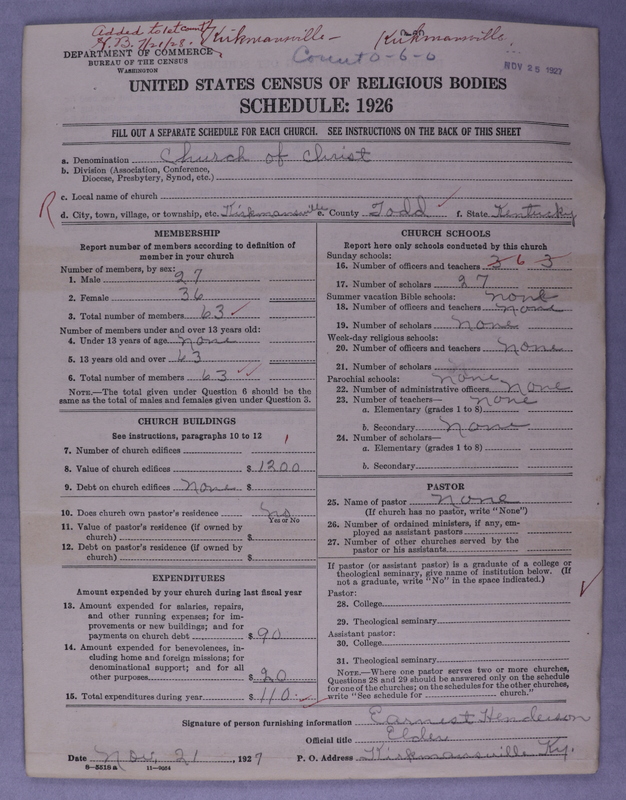 Added to 1st count
7/21/28. Kirkmansville - Kirkmansville.
DEPARTMENT OF COMMERCE
BUREAU OF THE CENSUS
WASHINGTON
Count 0-6-0
NOV 25 1927
UNITED STATES CENSUS OF RELIGIOUS BODIES
SCHEDULE: 1926
FILL OUT A SEPARATE SCHEDULE FOR EACH CHURCH. SEE INSTRUCTIONS ON THE BACK OF THIS SHEET
a. Denomination Church of Christ
b. Division (Association, Conference,
Diocese, Presbytery, Synod, etc.)
c. Local name of church
R d. City, town, village, or township, etc. Kirkmansville e. County Todd f. State Kentucky
MEMBERSHIP
Report number of members according to definition of
member in your church
Number of members, by sex:
1. Male 27
2. Female 36
3. Total number of members 63
Number of members under and over 13 years old:
4. Under 13 years of age none
5. 13 years old and over 63
6. Total number of members 63
NOTE.—The total given under Question 6 should be the
same as the total of males and females given under Question 3.
CHURCH BUILDINGS
See instructions, paragraphs 10 to 12
7. Number of church edifices 1
8. Value of church edifices $ 1200
9. Debt on church edifices None $
10. Does church own pastor's residence No
Yes or No
11. Value of pastor's residence (if owned by
church) $
12. Debt on pastor's residence (if owned by
church) $
EXPENDITURES
Amount expended by your church during last fiscal year
13. Amount expended for salaries, repairs,
and other running expenses; for im-
provements or new buildings; and for
payments on church debt $ 90
14. Amount expended for benevolences, in-
cluding home and foreign missions; for
denominational support; and for all
other purposes $ 20
15. Total expenditures during year $ 110
CHURCH SCHOOLS
Report here only schools conducted by this church
Sunday schools:
16. Number of officers and teachers 3 6 3
17. Number of scholars 27
Summer vacation Bible schools: none
18. Number of officers and teachers none
19. Number of scholars None
Week-day religious schools:
20. Number of officers and teachers None
21. Number of scholars
Parochial schools: None
22. Number of administrative officers None
23. Number of teachers— none
a. Elementary (grades 1 to 8)
b. Secondary None
24. Number of scholars—
a. Elementary (grades 1 to 8)
b. Secondary
PASTOR
25. Name of pastor None
(If church has no pastor, write "None")
26. Number of ordained ministers, if any, em-
ployed as assistant pastors
27. Number of other churches served by the
pastor or his assistants
If pastor (or assistant pastor) is a graduate of a college or
theological seminary, give name of institution below. (If
not a graduate, write "No" in the space indicated.)
Pastor:
28. College
29. Theological seminary
Assistant pastor:
30. College
31. Theological seminary
NOTE.—Where one pastor serves two or more churches,
Questions 28 and 29 should be answered only on the schedule
for one of the churches; on the schedules for the other churches,
write "See schedule for church."
Signature of person furnishing information Earnest Henderson
Official title Elder
Date Nov. 21, 1927 P. O. Address Kirkmansville Ky.
8-5518a 11-9064